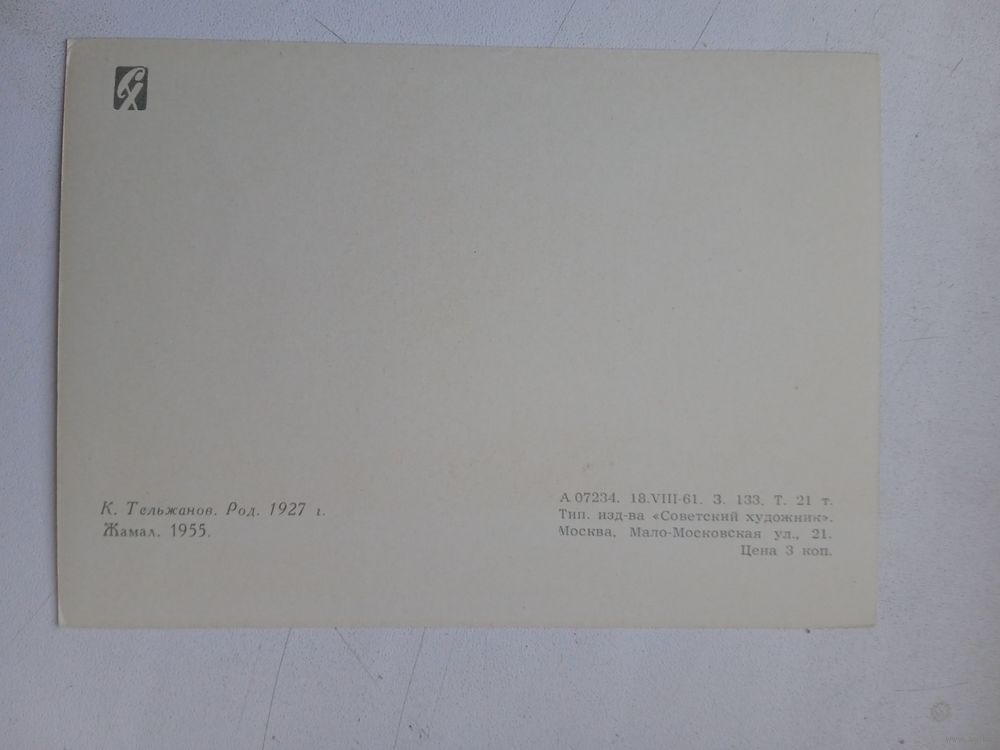 СХ
К. Тельжанов. Род. 1927 г.
Жамал. 1955.
А 07234. 18.VIII-61. З. 133. Т. 21 т.
Тип. изд-ва «Советский художник».
Москва, Мало-Московская ул., 21.
Цена 3 коп.